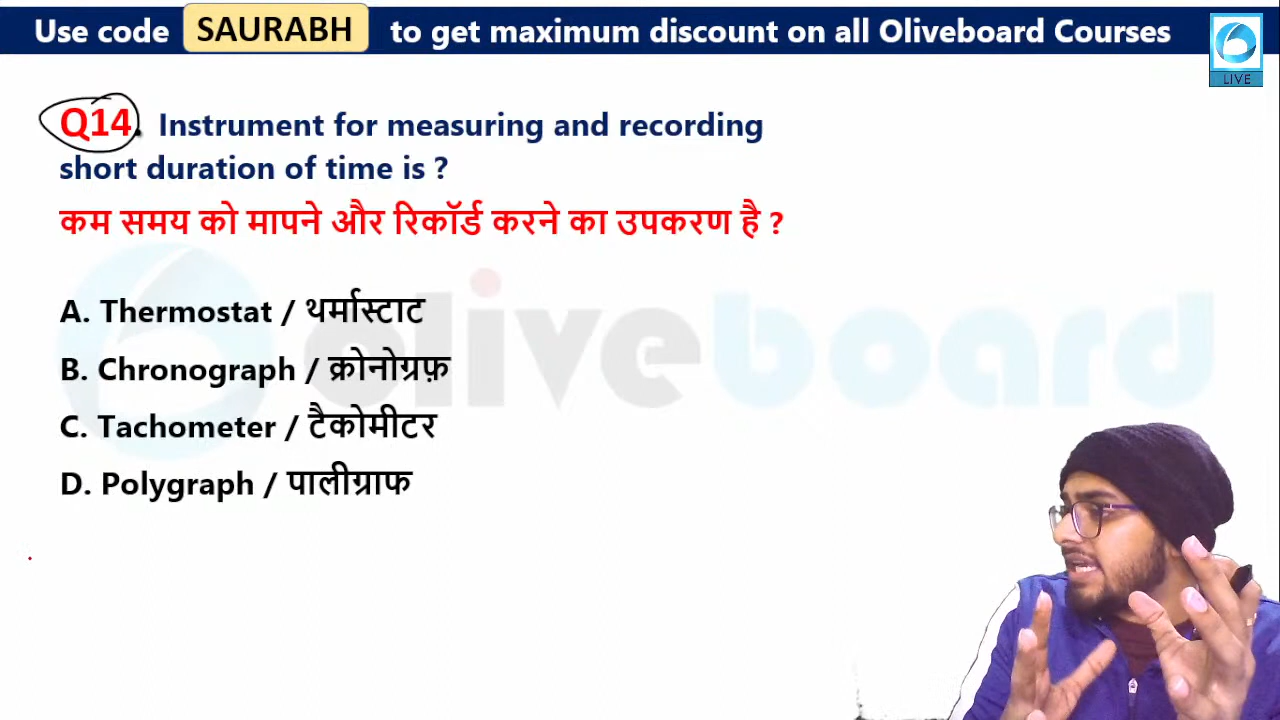 Use code SAURABH to get maximum discount on all Oliveboard Courses
LIVE
Q14. Instrument for measuring and recording
short duration of time is ?
कम समय को मापने और रिकॉर्ड करने का उपकरण है ?
A. Thermostat / थर्मास्टाट
B. Chronograph / क्रोनोग्रफ़
C. Tachometer / टैकोमीटर
D. Polygraph / पालीग्राफ
oliveboard